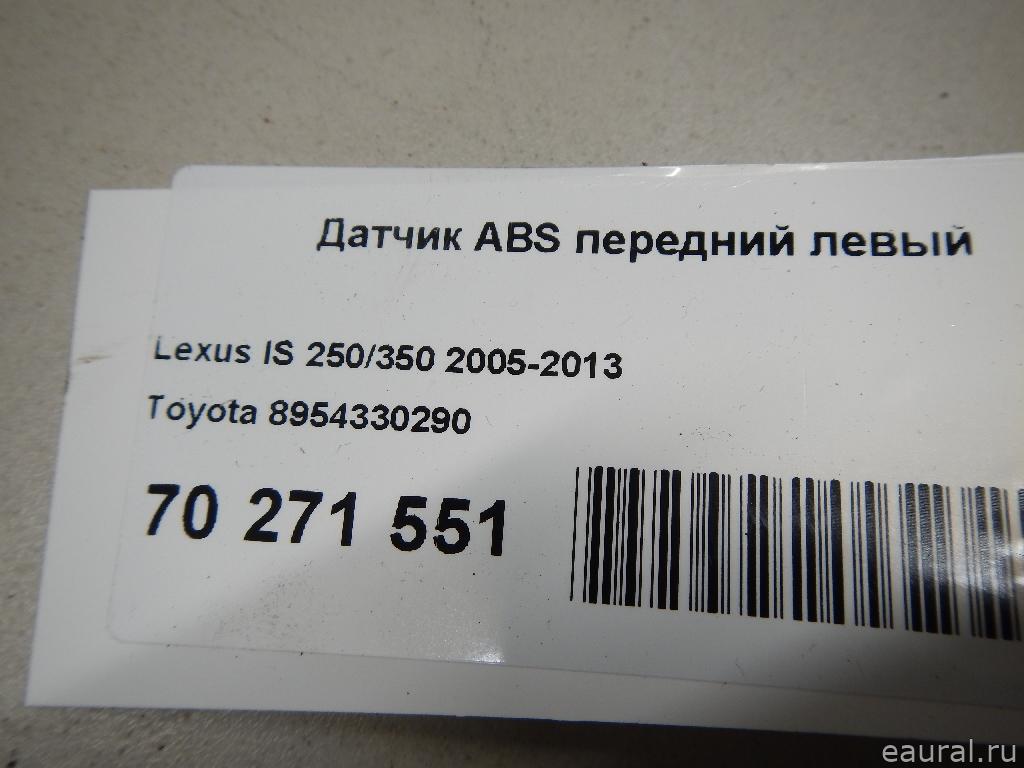 Датчик ABS передний левый
Lexus IS 250/350 2005-2013
Toyota 8954330290
70 271 551
eaural.ru